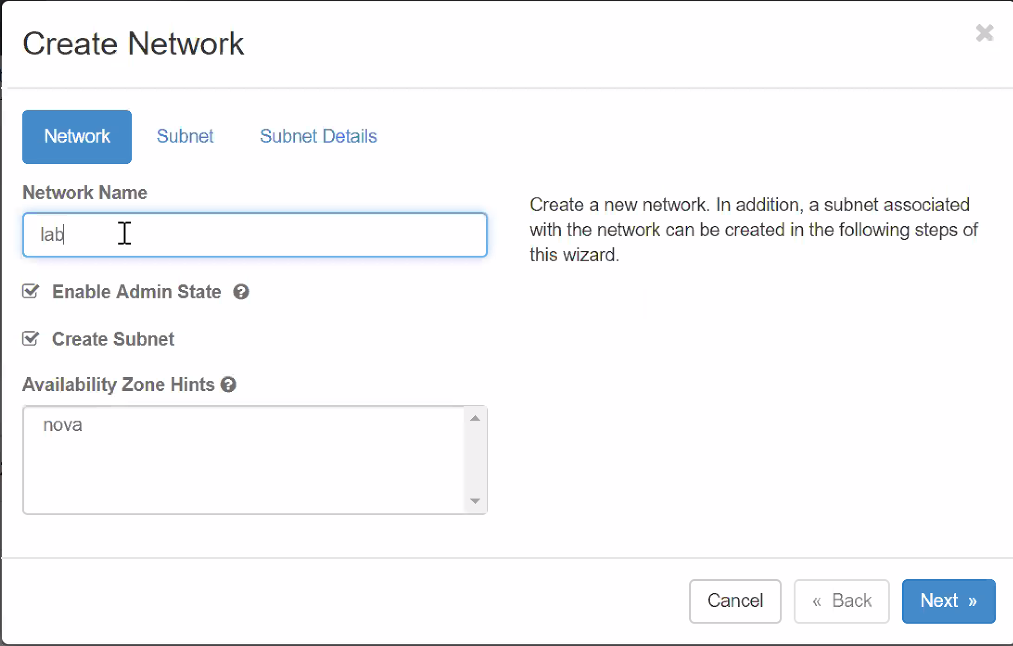 Create Network
×
Network Subnet Subnet Details
Network Name
lab
Create a new network. In addition, a subnet associated
with the network can be created in the following steps of
this wizard.
Enable Admin State ?
Create Subnet
Availability Zone Hints ?
nova
Cancel « Back Next »